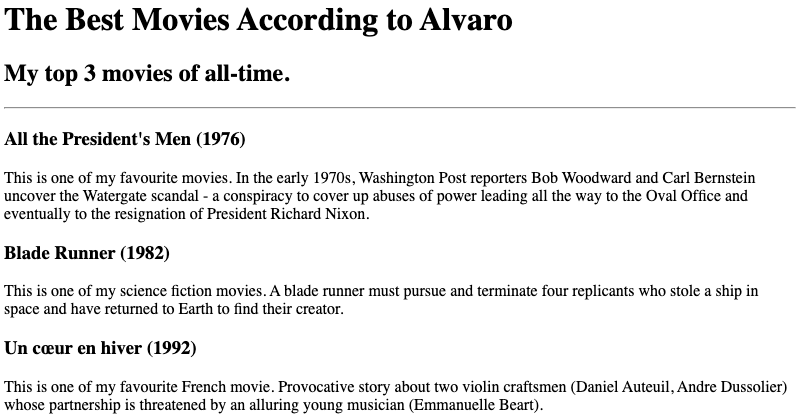 The Best Movies According to Alvaro
My top 3 movies of all-time.
All the President's Men (1976)
This is one of my favourite movies. In the early 1970s, Washington Post reporters Bob Woodward and Carl Bernstein
uncover the Watergate scandal - a conspiracy to cover up abuses of power leading all the way to the Oval Office and
eventually to the resignation of President Richard Nixon.
Blade Runner (1982)
This is one of my science fiction movies. A blade runner must pursue and terminate four replicants who stole a ship in
space and have returned to Earth to find their creator.
Un cœur en hiver (1992)
This is one of my favourite French movie. Provocative story about two violin craftsmen (Daniel Auteuil, Andre Dussolier)
whose partnership is threatened by an alluring young musician (Emmanuelle Beart).